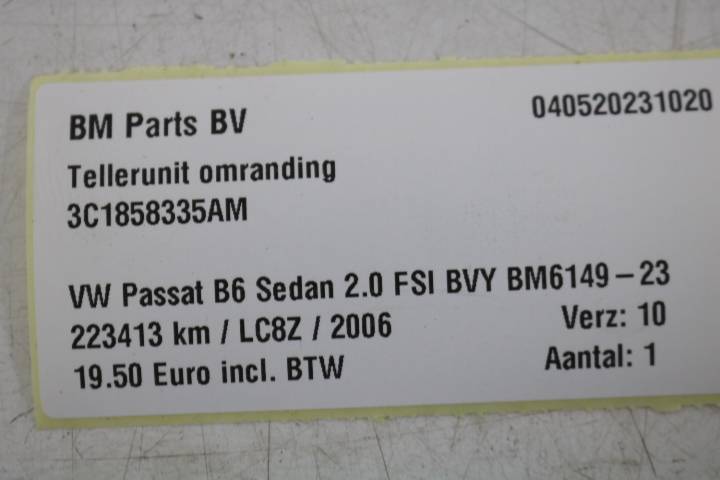 BM Parts BV 040520231020
Tellerunit omranding
3C1858335AM
VW Passat B6 Sedan 2.0 FSI BVY BM6149-23
223413 km / LC8Z / 2006 Verz: 10
19.50 Euro incl. BTW Aantal: 1